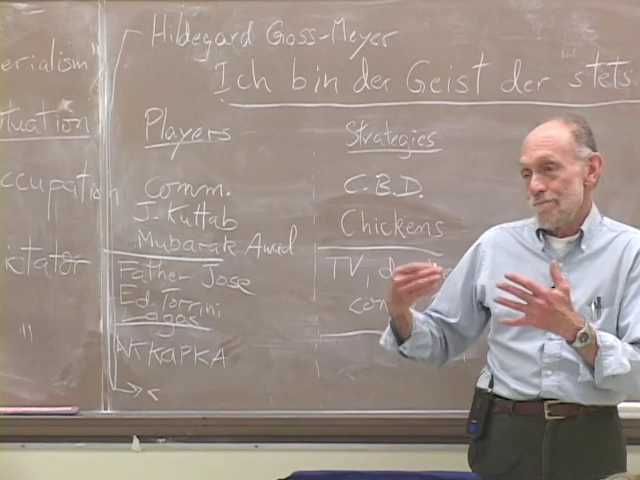 Hildegard Goss-Meyer
Ich bin der Geist der stets
erialism"
Players
Strategies
tuation
ccupation
Comm.
C.B.D.
J. Kuttab
Chickens
Mubarak Award
ktator
Father Jose
TV, d
Ed. Torrini
con
Lagos
"
AKKAPKA